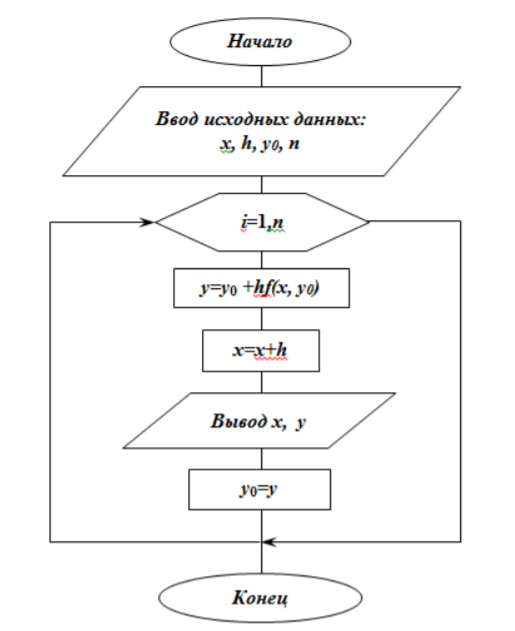 Начало
Ввод исходных данных:
x, h, y₀, n
i=1,n
y=y₀ +hf(x, y₀)
x=x+h
Вывод x, y
y₀=y
Конец